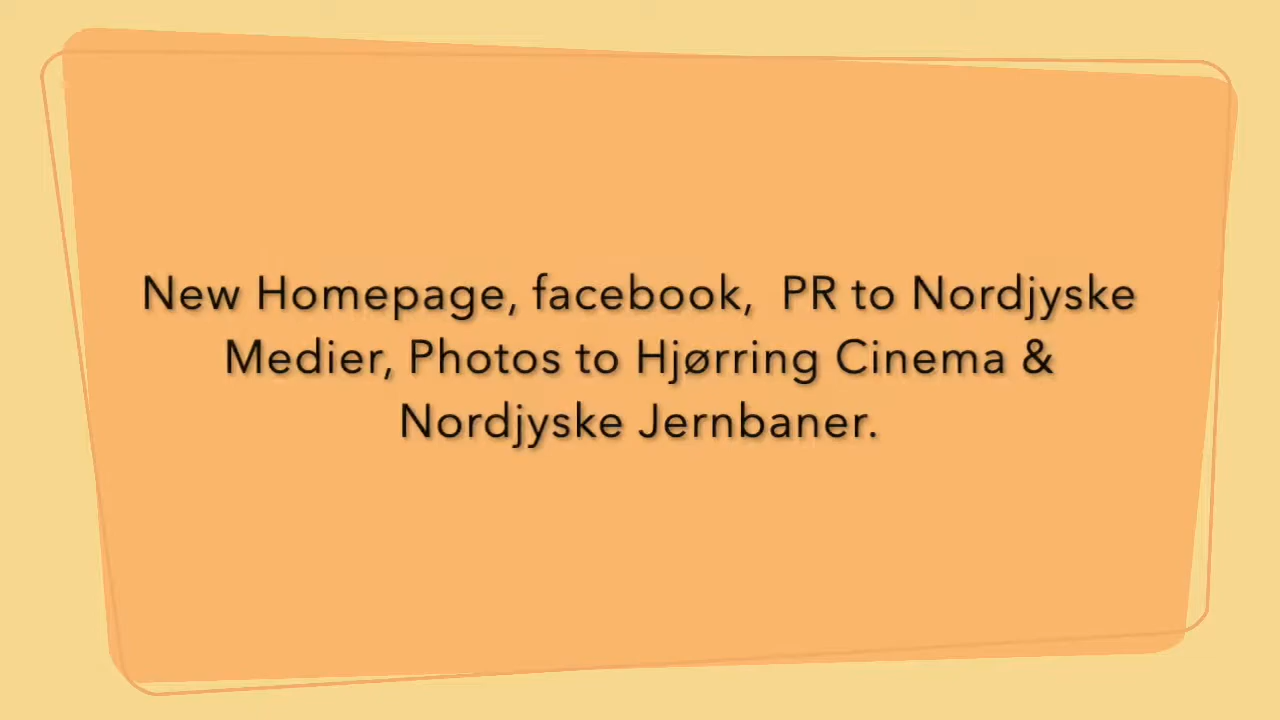 New Homepage, facebook,  PR to Nordjyske
Medier, Photos to Hjørring Cinema &
Nordjyske Jernbaner.